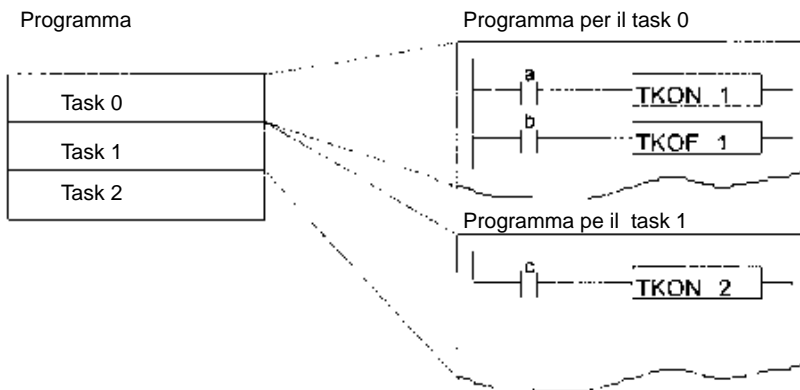 Programma
Task 0
Task 1
Task 2
Programma per il task 0
a
TKON 1
b
TKOF 1
Programma pe il task 1
c
TKON 2